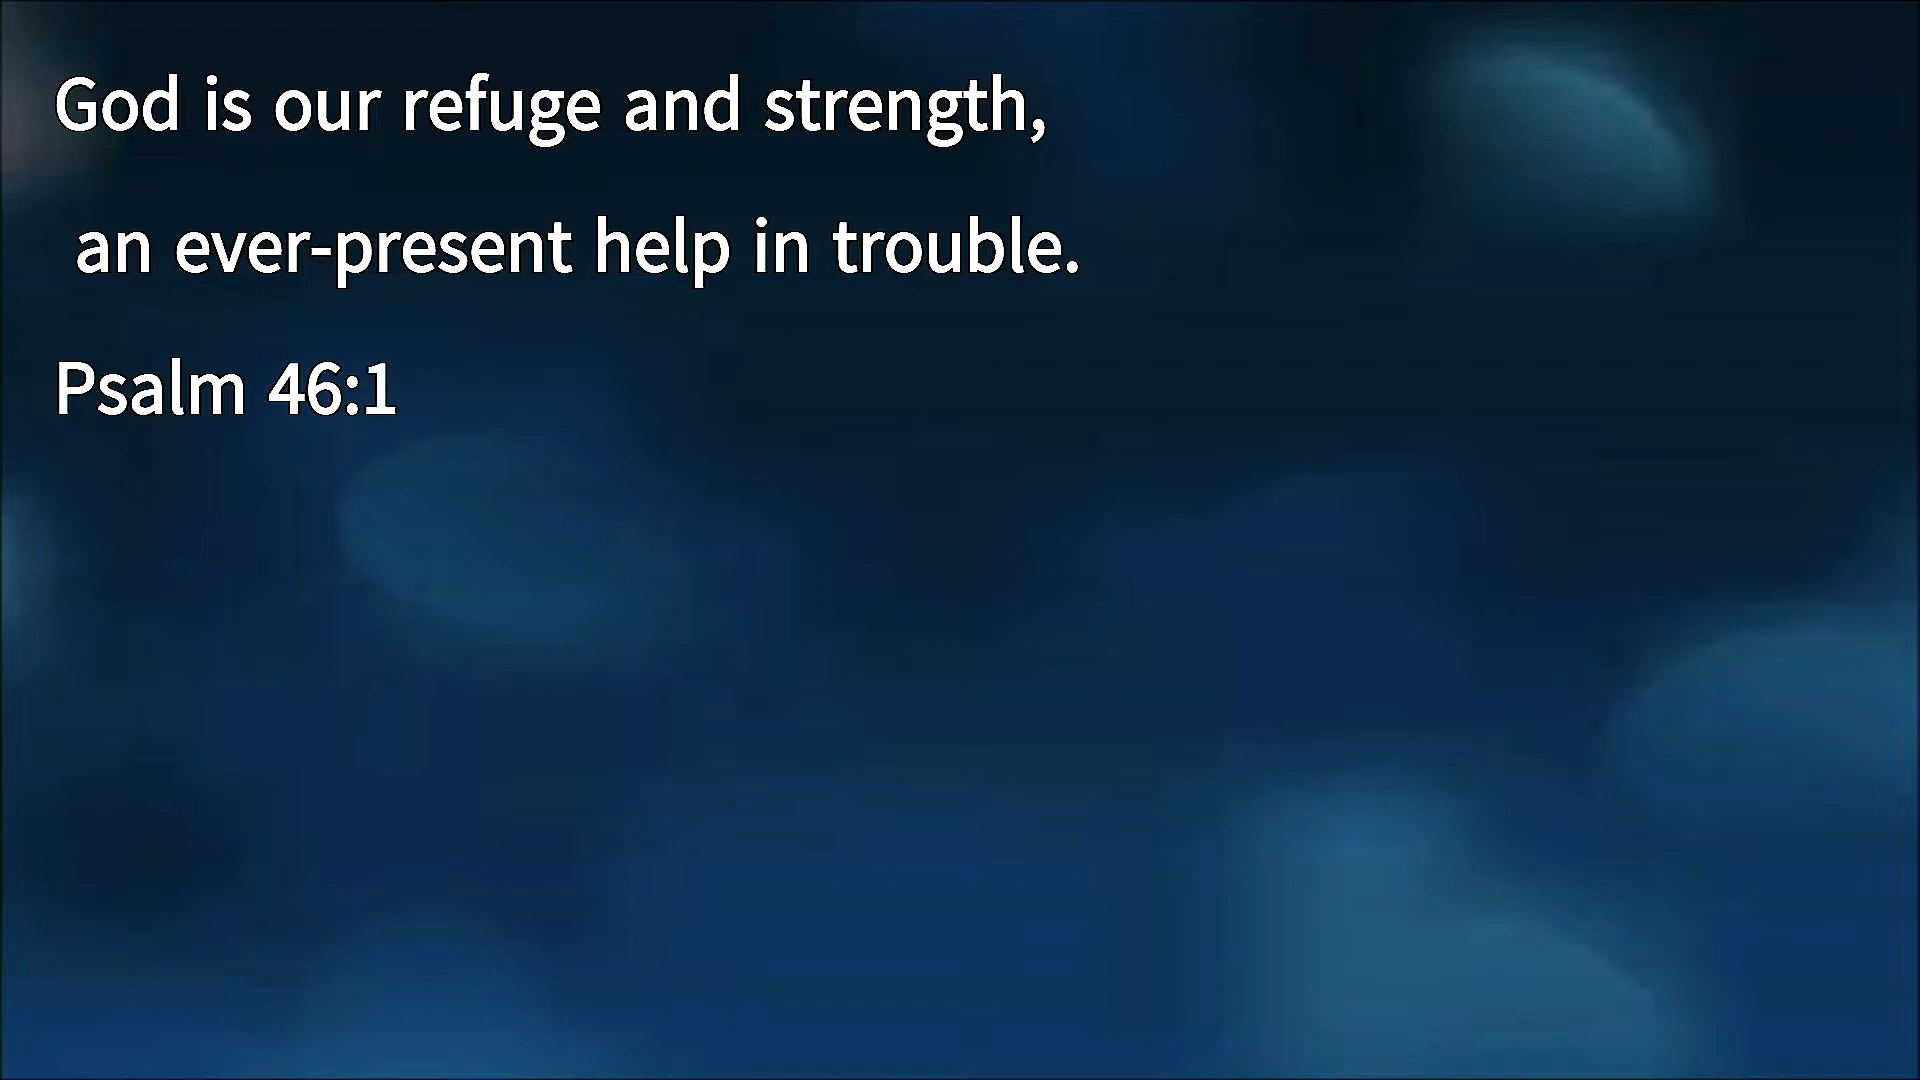 God is our refuge and strength,
an ever-present help in trouble.
Psalm 46:1